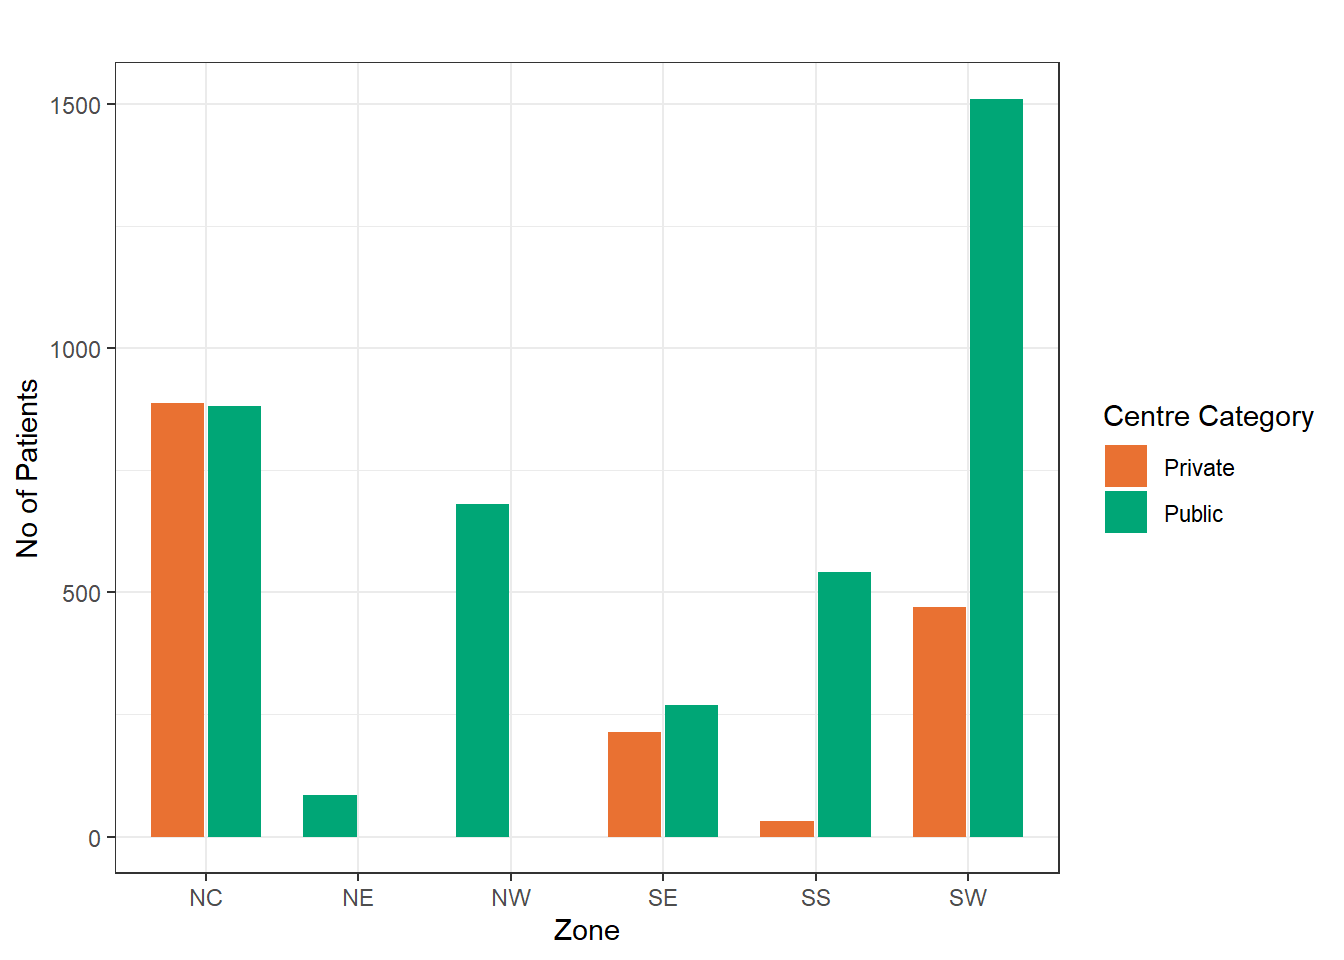 1500
1000
500
0
No of Patients
NC NE NW SE SS SW
Zone
Centre Category
Private
Public